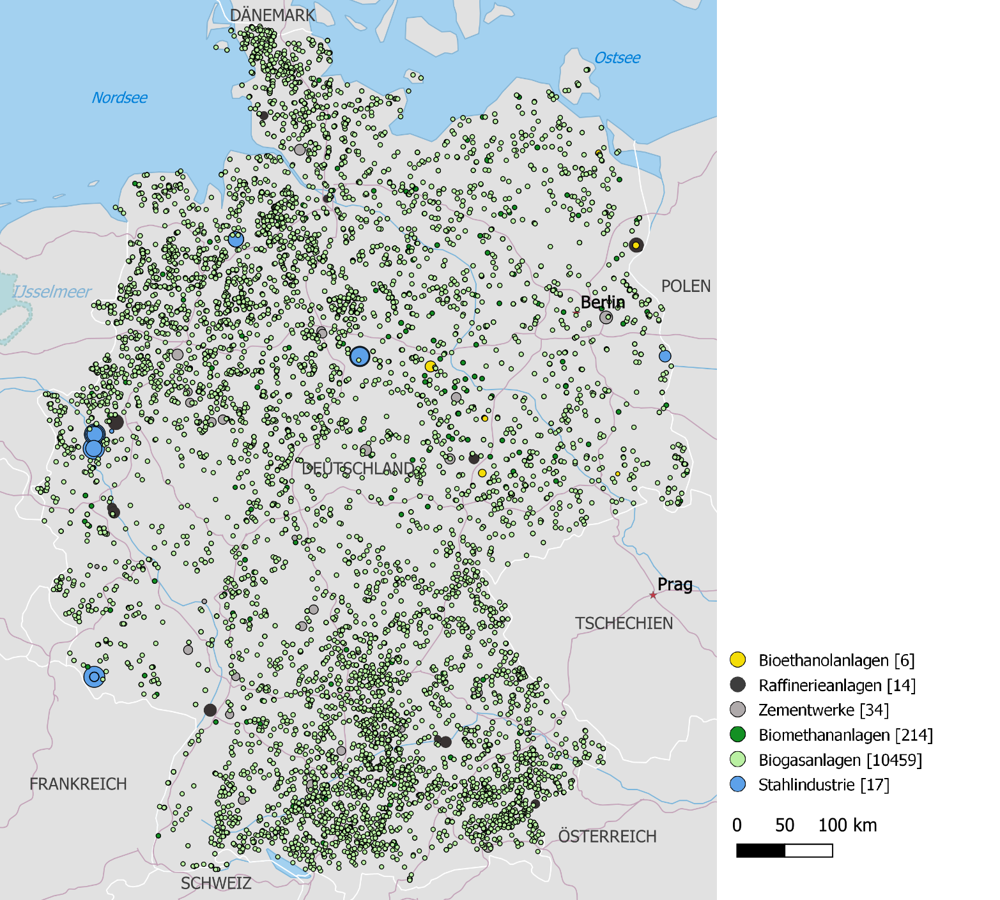 DÄNEMARK
Ostsee
Nordsee
POLEN
IJsselmeer
Berlin
DEUTSCHLAND
Prag
TSCHECHIEN
FRANKREICH
ÖSTERREICH
SCHWEIZ
Bioethanolanlagen [6]
Raffinerieanlagen [14]
Zementwerke [34]
Biomethananlagen [214]
Biogasanlagen [10459]
Stahlindustrie [17]
0 50 100 km